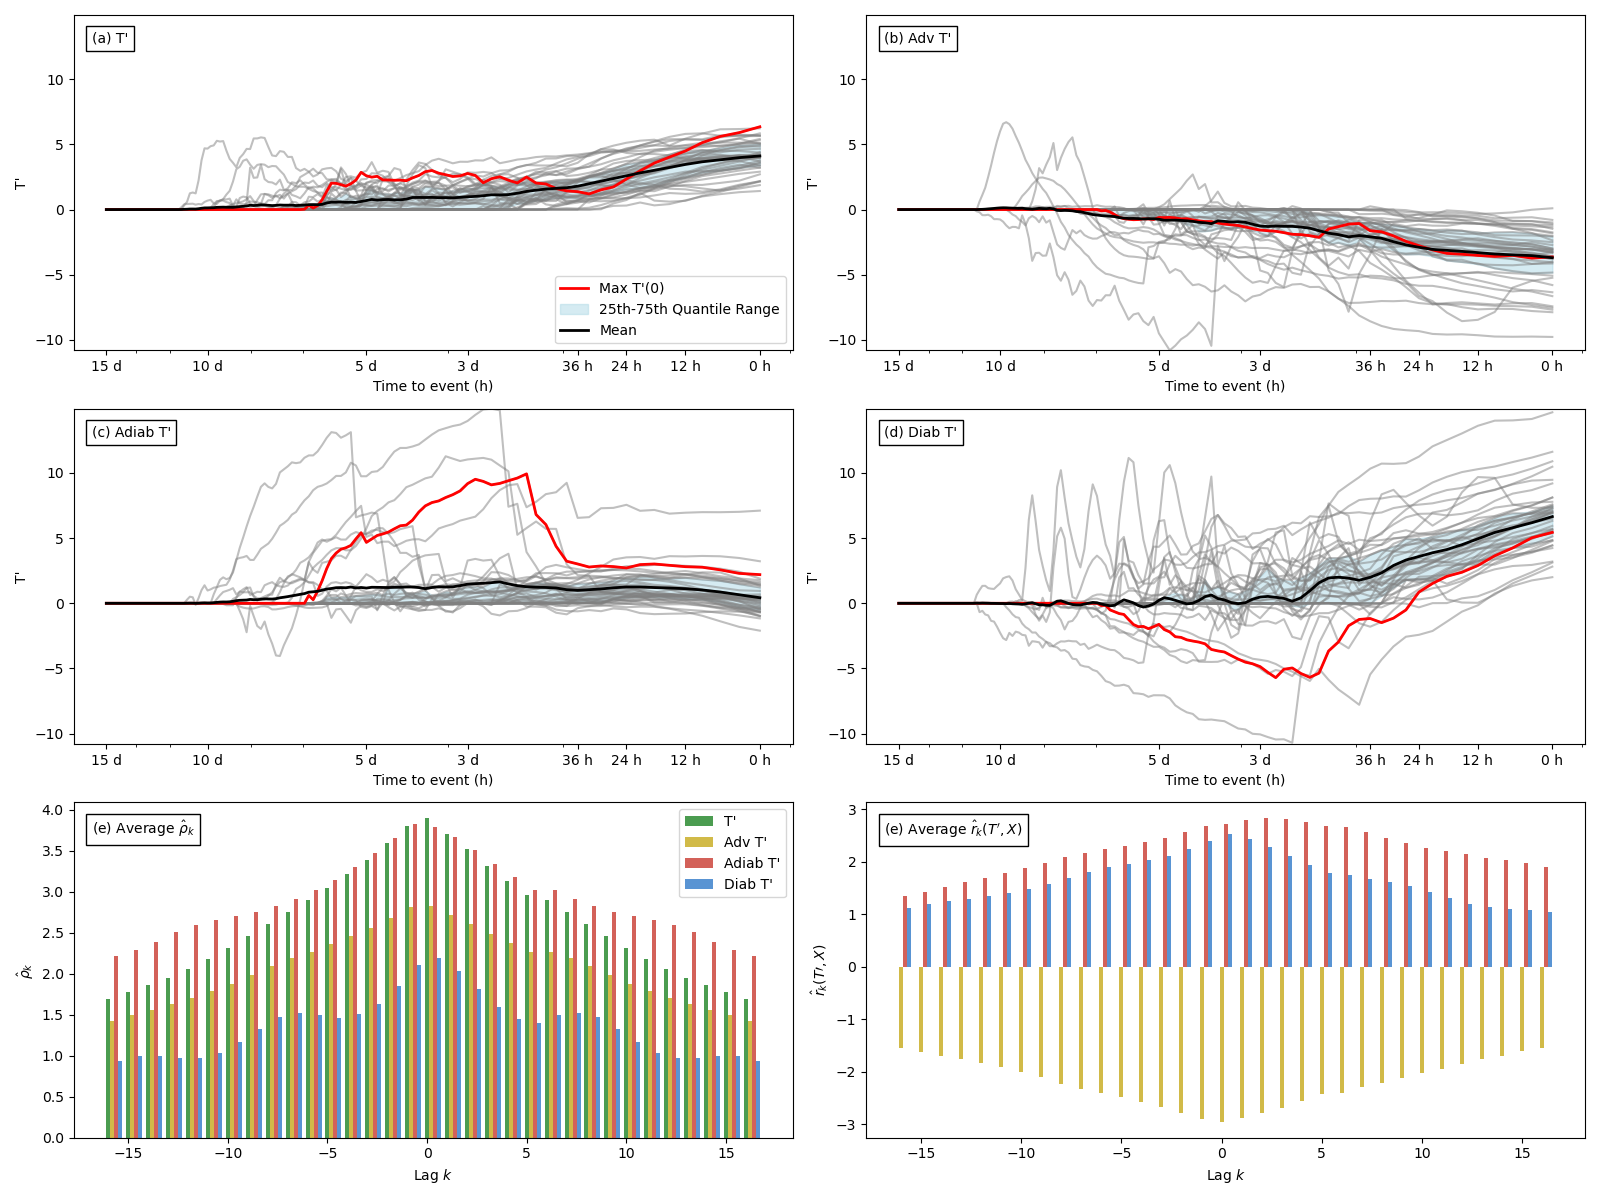 (a) T'
T'
10
5
0
−5
−10
Max T'(0)
25th-75th Quantile Range
Mean
15 d 10 d 5 d 3 d 36 h 24 h 12 h 0 h
Time to event (h)
(b) Adv T'
T'
10
5
0
−5
−10
15 d 10 d 5 d 3 d 36 h 24 h 12 h 0 h
Time to event (h)
(c) Adiab T'
T'
10
5
0
−5
−10
15 d 10 d 5 d 3 d 36 h 24 h 12 h 0 h
Time to event (h)
(d) Diab T'
T'
10
5
0
−5
−10
15 d 10 d 5 d 3 d 36 h 24 h 12 h 0 h
Time to event (h)
(e) Average ρ̂ₖ
ρ̂ₖ
4.0
3.5
3.0
2.5
2.0
1.5
1.0
0.5
0.0
T'
Adv T'
Adiab T'
Diab T'
−15 −10 −5 0 5 10 15
Lag k
(e) Average r̂ₖ(T′, X)
r̂ₖ(T′, X)
3
2
1
0
−1
−2
−3
−15 −10 −5 0 5 10 15
Lag k